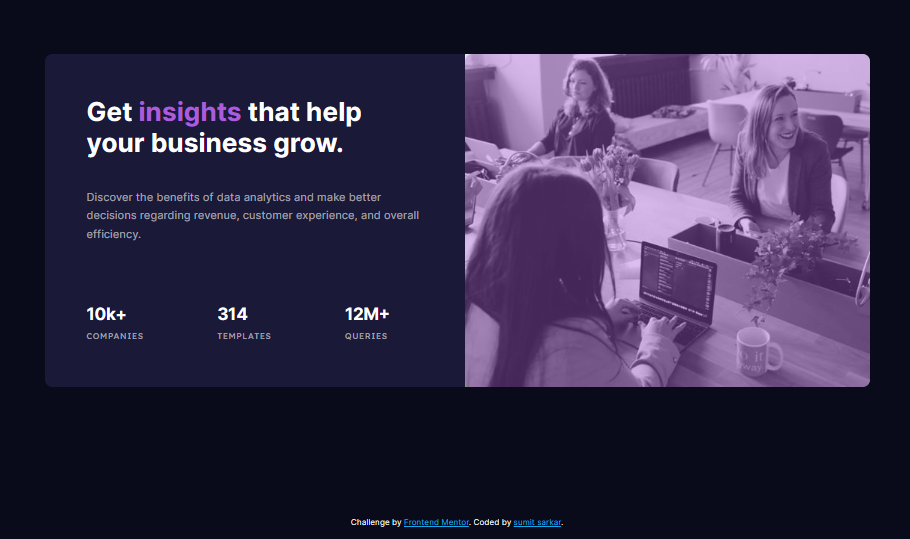 Get insights that help
your business grow.
Discover the benefits of data analytics and make better
decisions regarding revenue, customer experience, and overall
efficiency.
10k+ 314 12M+
COMPANIES TEMPLATES QUERIES
Challenge by Frontend Mentor. Coded by sumit sarkar.